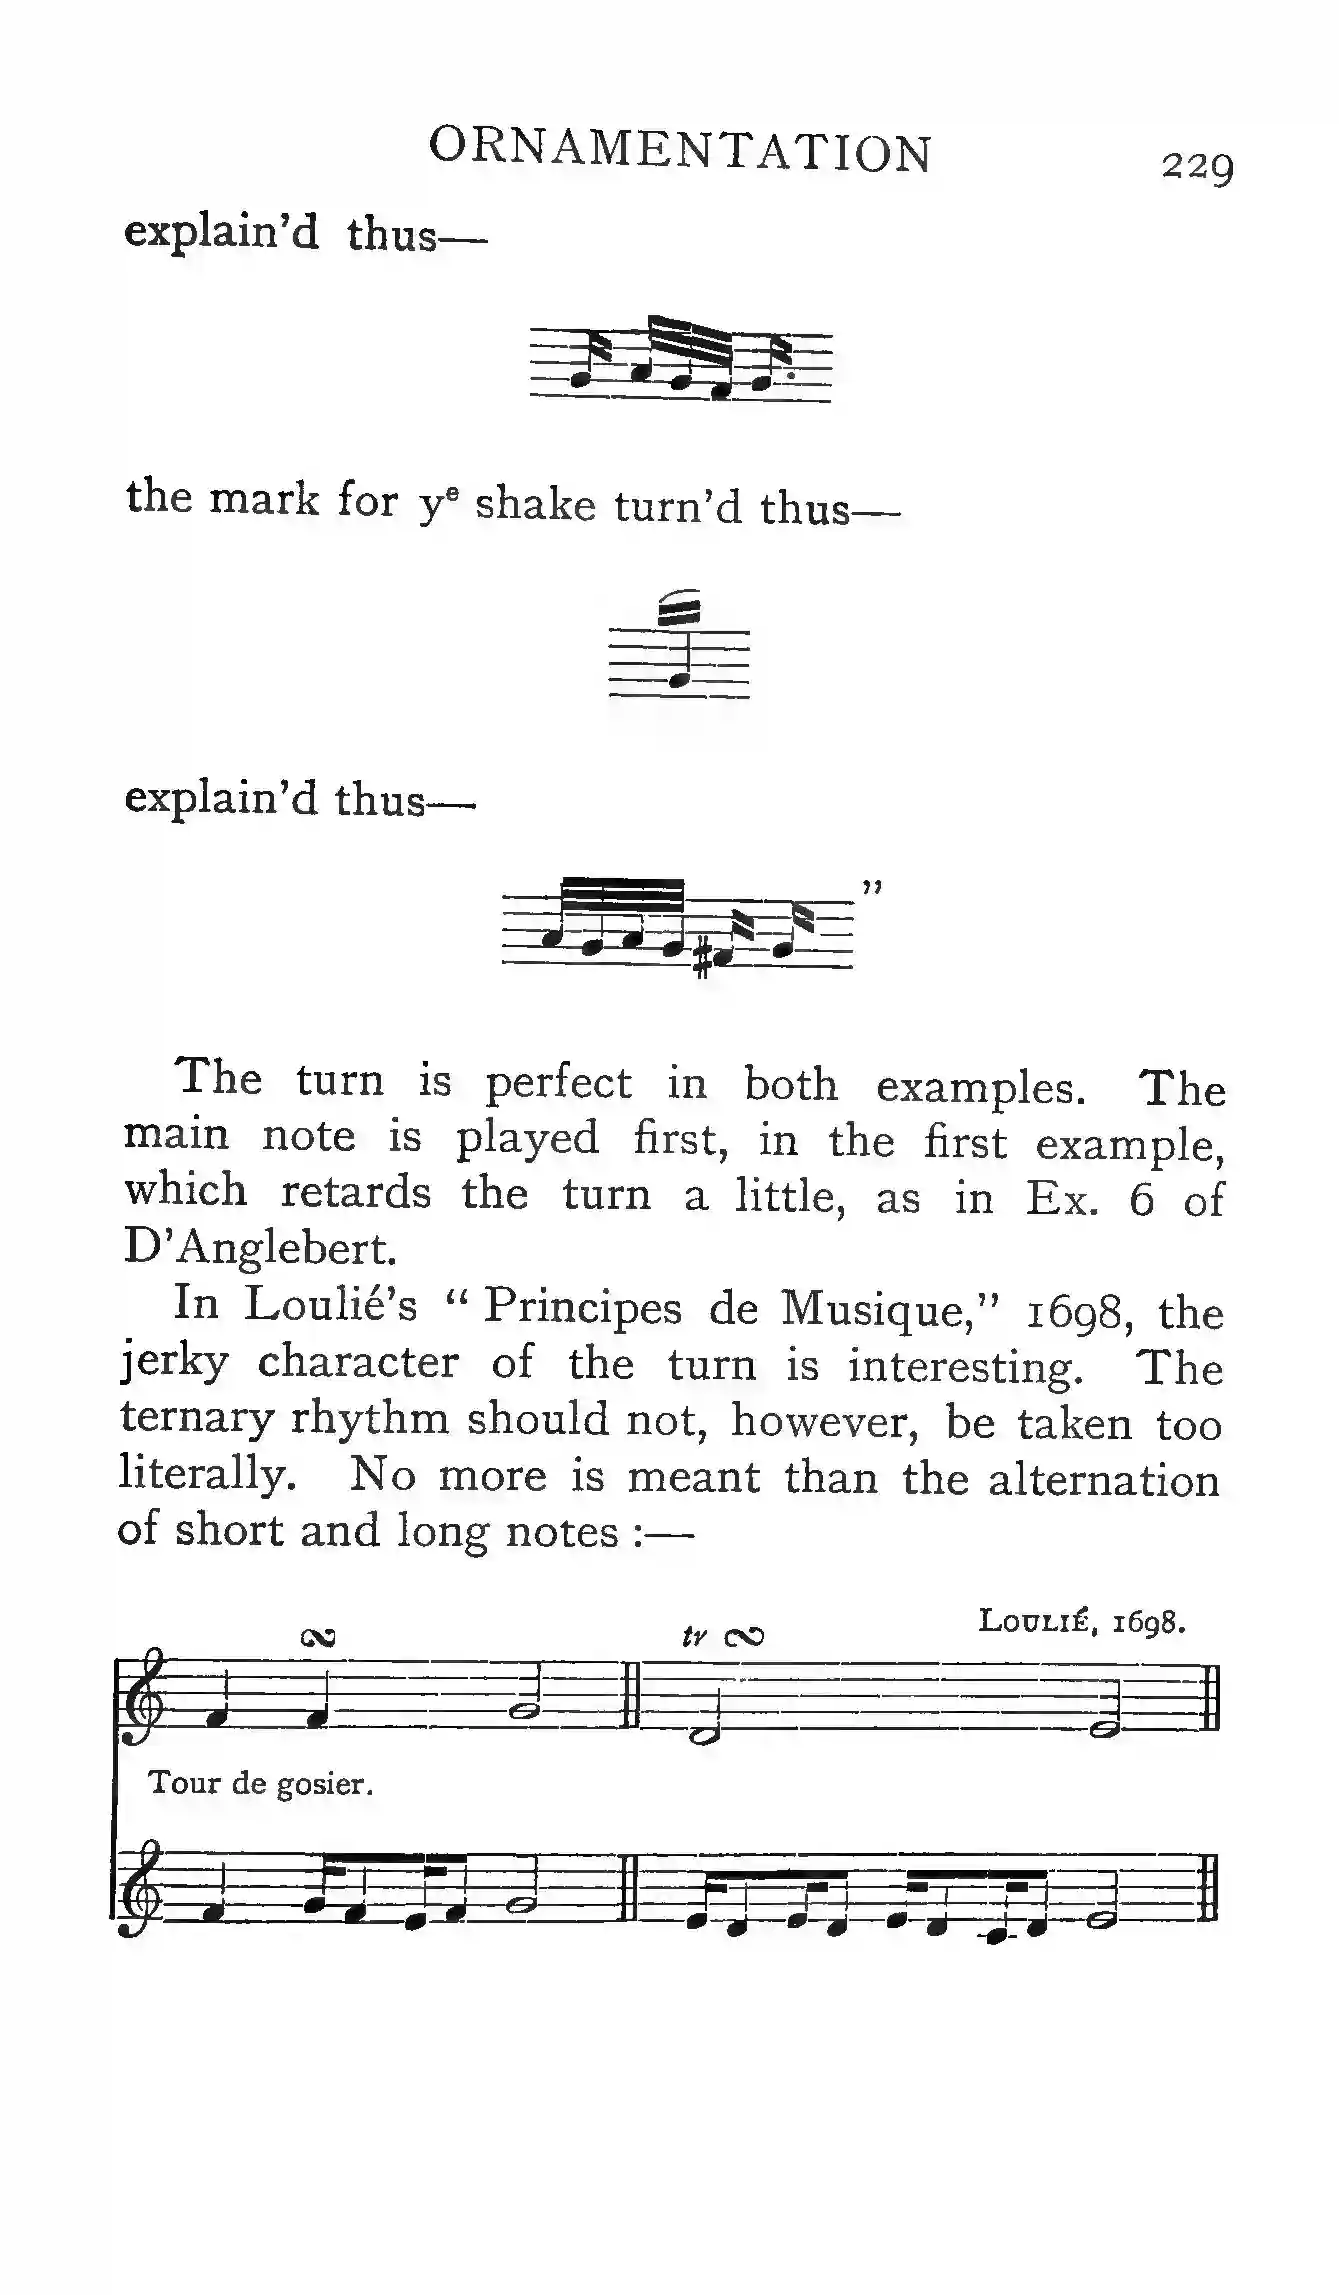 ORNAMENTATION 229
explain’d thus—
the mark for yᵉ shake turn’d thus—
explain’d thus—
”
The turn is perfect in both examples. The
main note is played first, in the first example,
which retards the turn a little, as in Ex. 6 of
D’Anglebert.
In Loulié’s “ Principes de Musique,” 1698, the
jerky character of the turn is interesting. The
ternary rhythm should not, however, be taken too
literally. No more is meant than the alternation
of short and long notes :—
LOULIÉ, 1698.
tr
Tour de gosier.